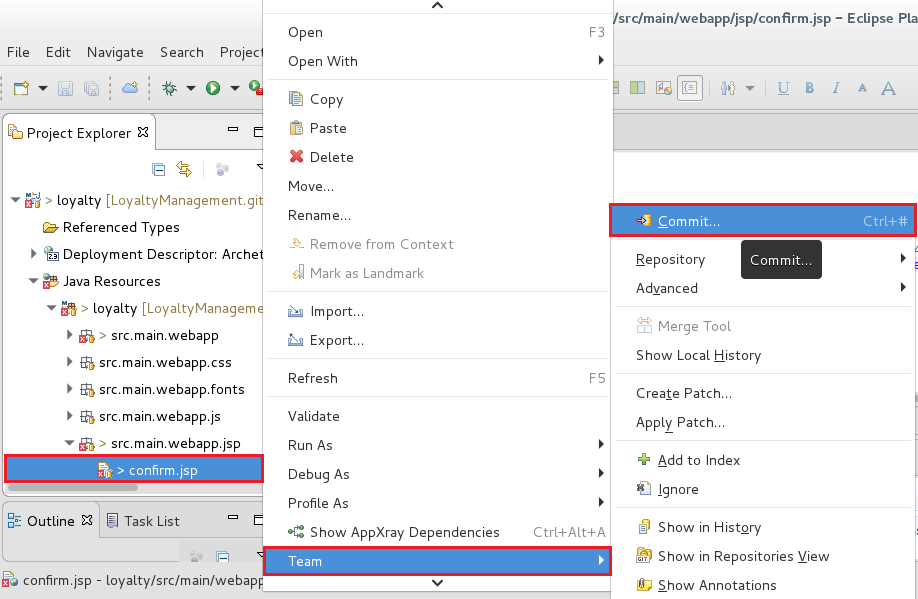 /src/main/webapp/jsp/confirm.jsp – Eclipse Pla
File Edit Navigate Search Project
Project Explorer
> loyalty [LoyaltyManagement.git
Referenced Types
Deployment Descriptor: Archet
Java Resources
> loyalty [LoyaltyManageme
> src.main.webapp
src.main.webapp.css
src.main.webapp.fonts
src.main.webapp.js
> src.main.webapp.jsp
> confirm.jsp
Outline
Task List
confirm.jsp - loyalty/src/main/webapp
Open F3
Open With
Copy
Paste
Delete
Move...
Rename...
Remove from Context
Mark as Landmark
Import...
Export...
Refresh F5
Validate
Run As
Debug As
Profile As
Show AppXray Dependencies Ctrl+Alt+A
Team
U B I A A
Commit... Ctrl+#
Repository
Commit...
Advanced
Merge Tool
Show Local History
Create Patch...
Apply Patch...
Add to Index
Ignore
Show in History
GIT
Show in Repositories View
Show Annotations